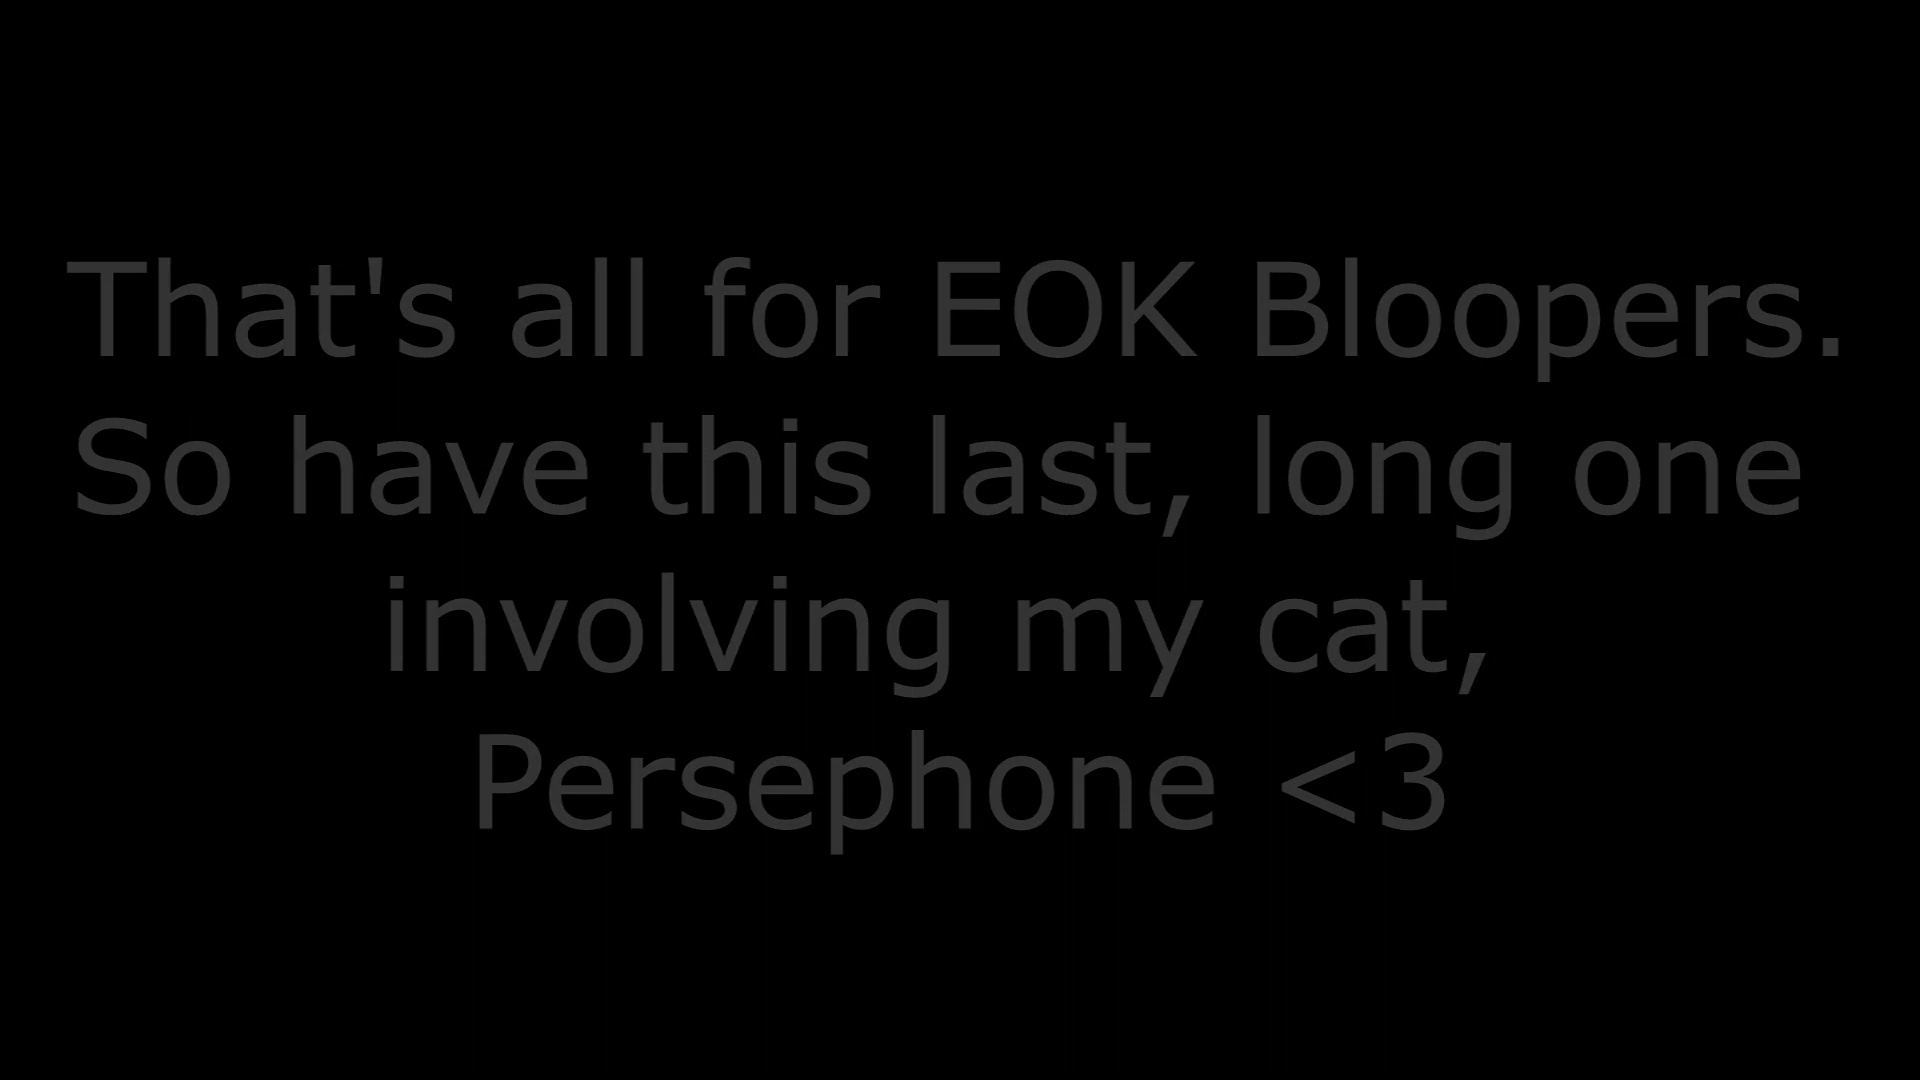 That's all for EOK Bloopers.
So have this last, long one
involving my cat,
Persephone <3